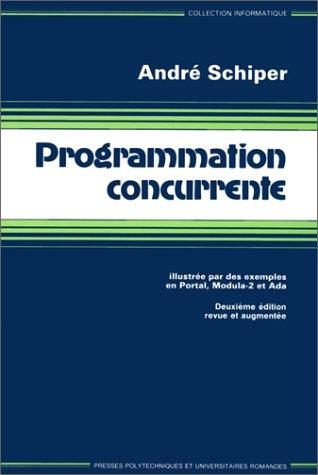 COLLECTION INFORMATIQUE
André Schiper
Programmation
concurrente
illustrée par des exemples
en Portal, Modula-2 et Ada
Deuxième édition
revue et augmentée
PRESSES POLYTECHNIQUES ET UNIVERSITAIRES ROMANDES